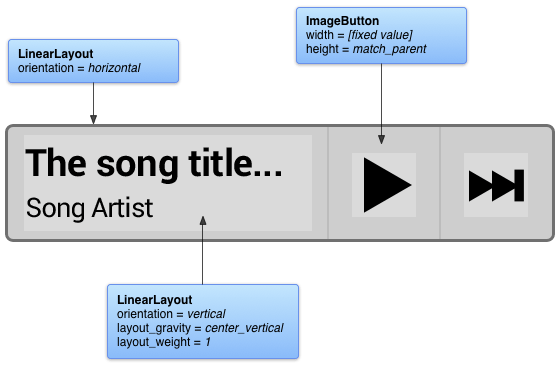 ImageButton
width = [fixed value]
height = match_parent
LinearLayout
orientation = horizontal
The song title...
Song Artist
LinearLayout
orientation = vertical
layout_gravity = center_vertical
layout_weight = 1